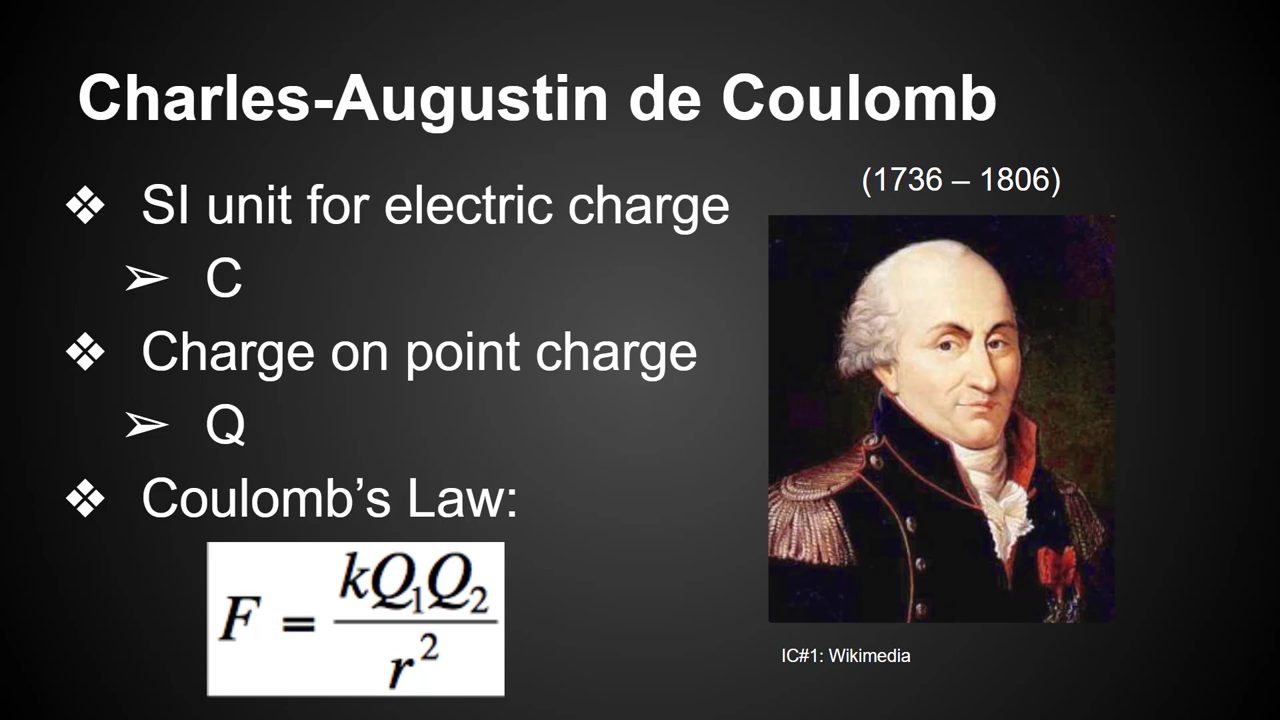 Charles-Augustin de Coulomb
(1736 – 1806)
❖ SI unit for electric charge
➢ C
❖ Charge on point charge
➢ Q
❖ Coulomb’s Law:
F = kQ₁Q₂ / r²
IC#1: Wikimedia